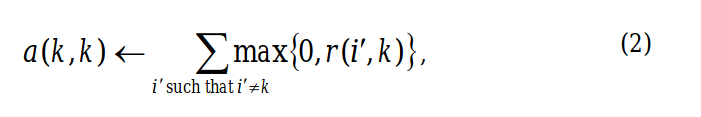 a(k,k) ← ∑ max{0,r(i′,k)}, (2)
i′ such that i′≠k